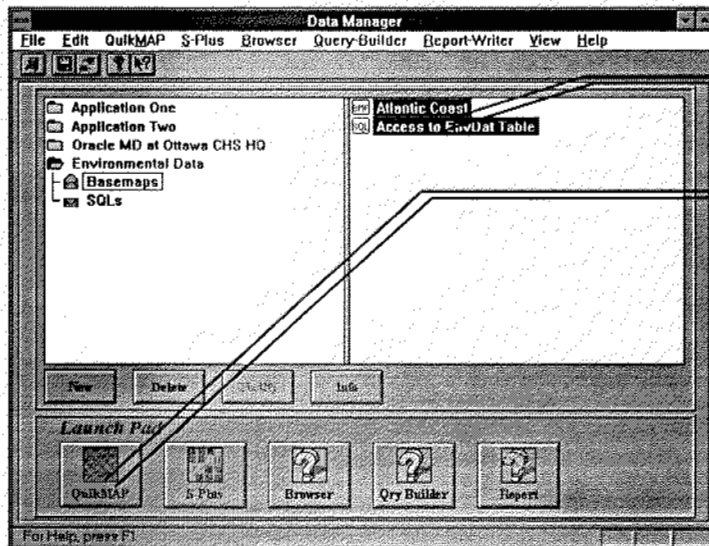 Data Manager
File Edit QuikMAP S-Plus Browser Query-Builder Report-Writer View Help
Application One
Application Two
Oracle MD at Ottawa CHS HQ
Environmental Data
Basemaps
SQLs
BMP Atlantic Coast
SQL Access to EnvDat Table
New Delete Info
Launch Pad
QuikMAP S-Plus Browser Qry Builder Report
For Help, press F1